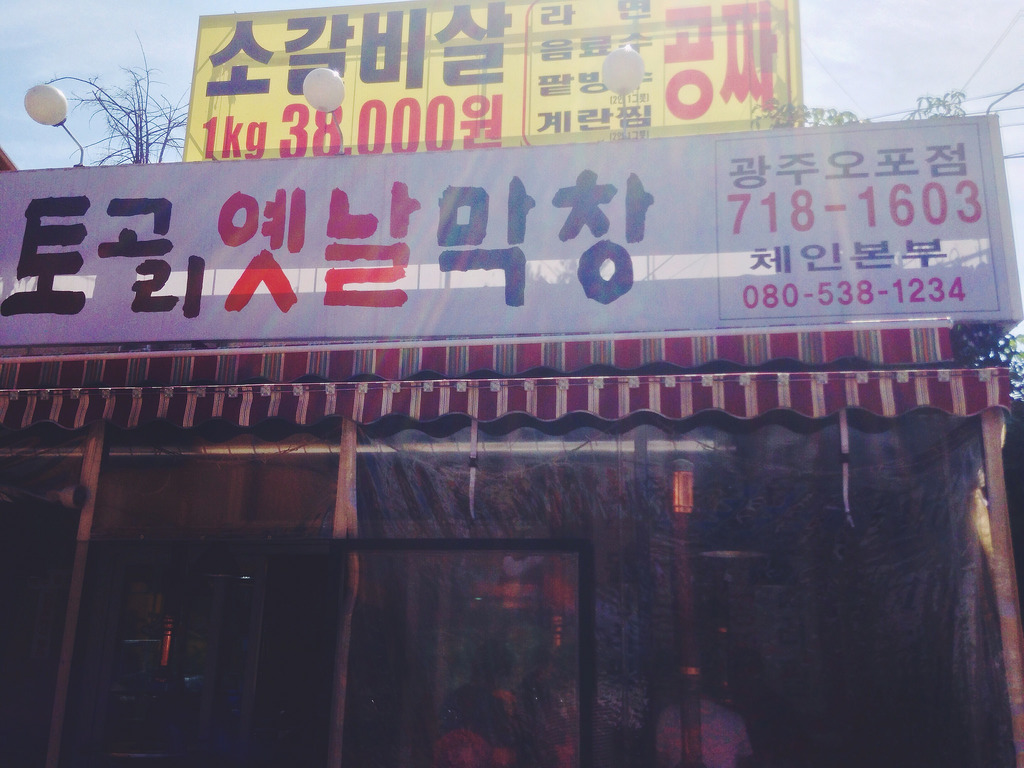 소갈비살
1kg 38,000원
라면
음료수
팥빙수
계란찜
공짜
토골리 옛날 막창
광주오포점
718-1603
체인본부
080-538-1234